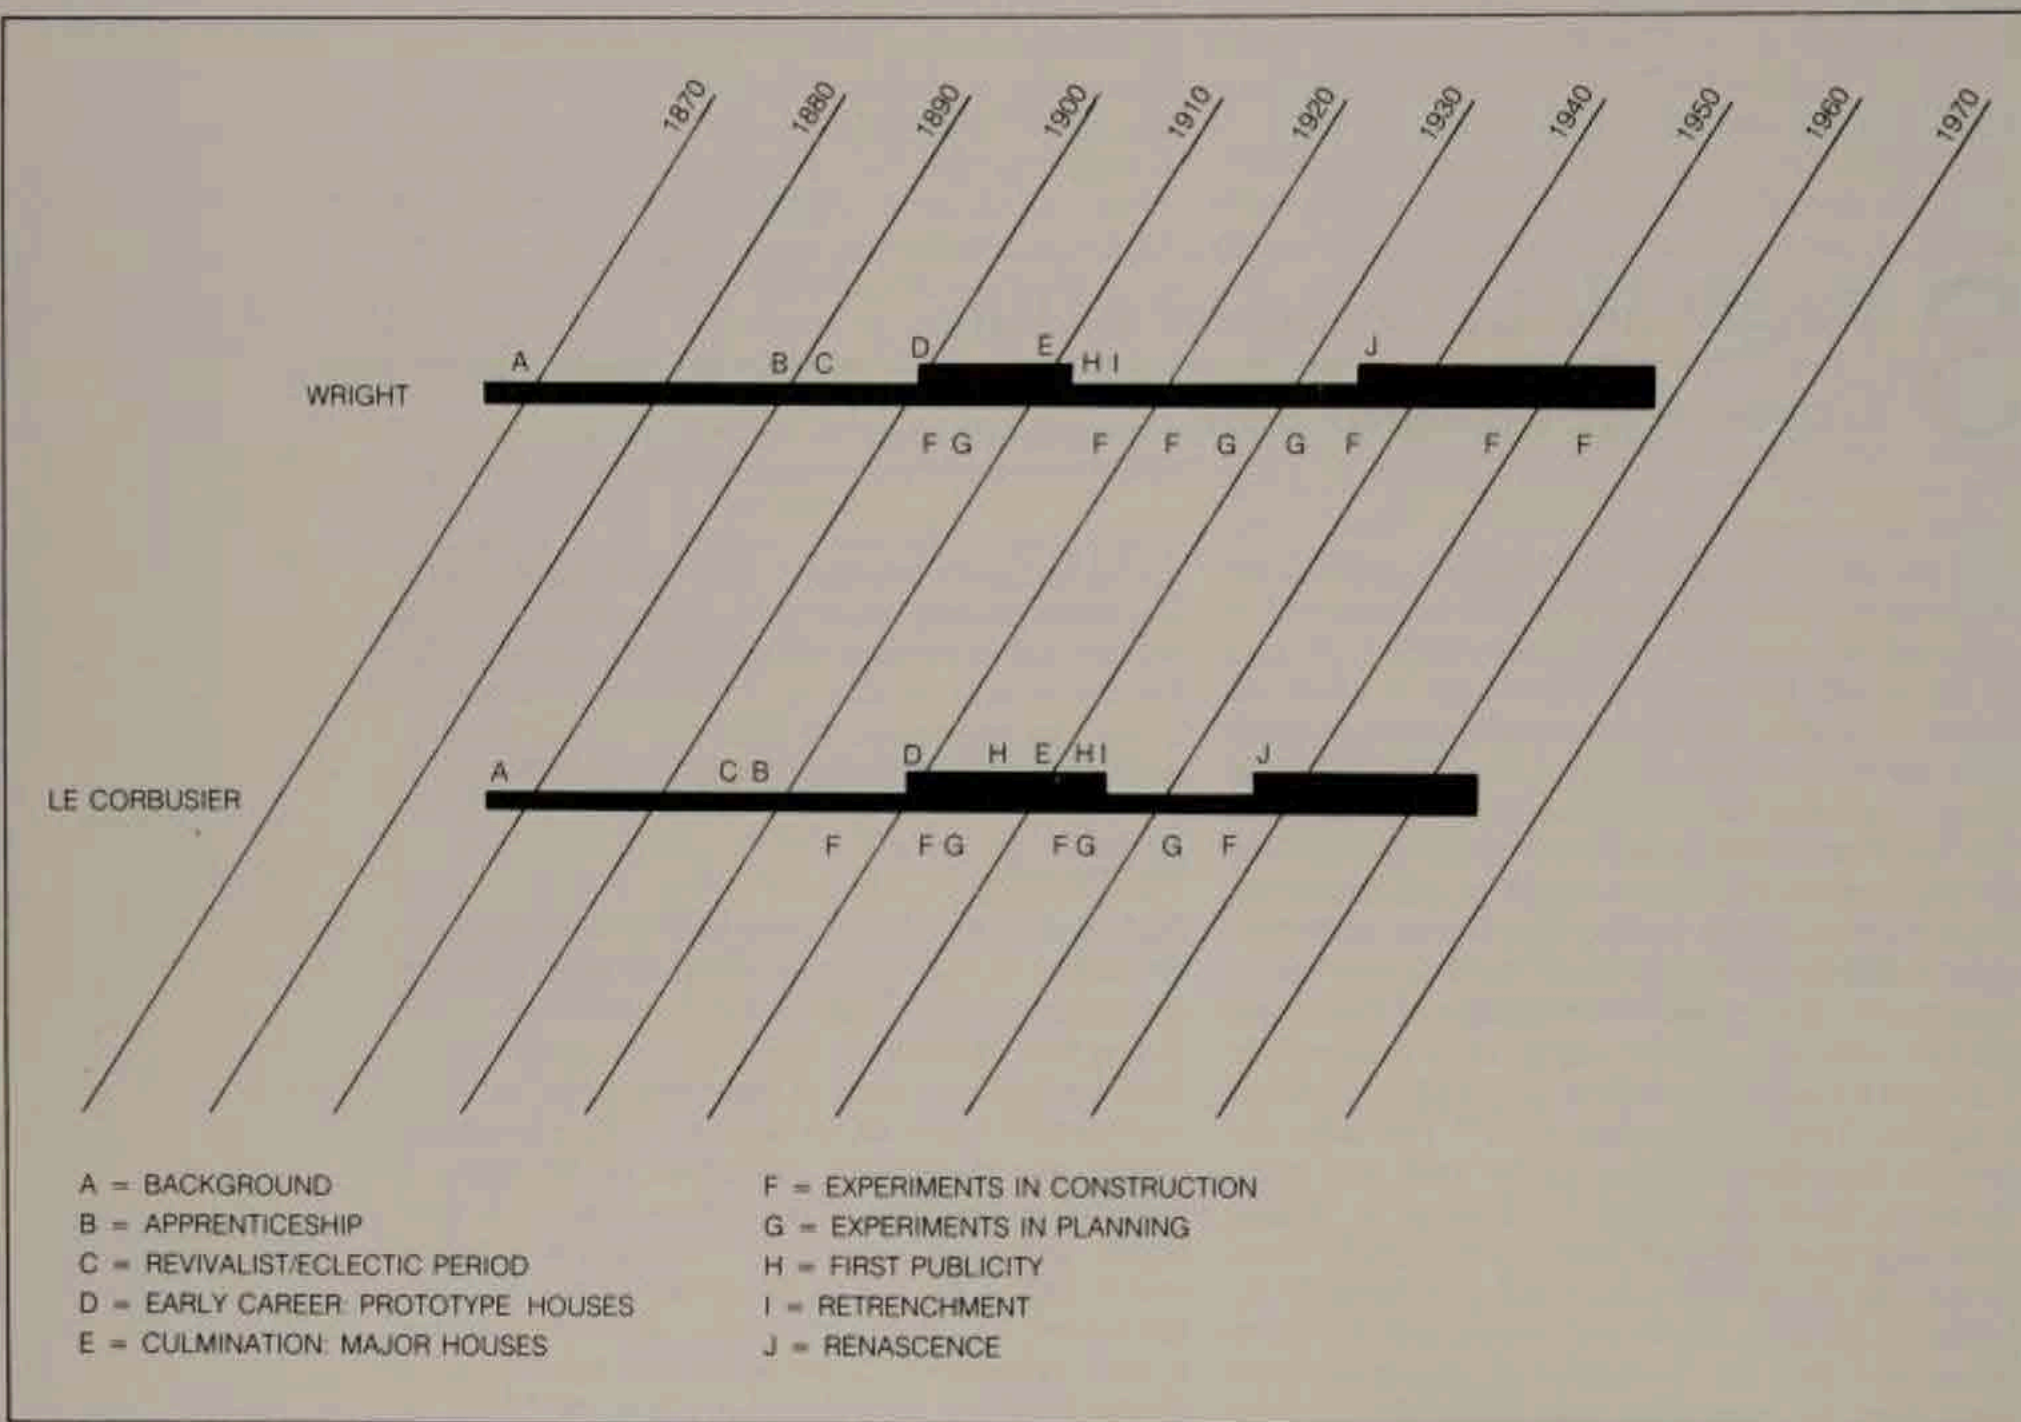 1870 1880 1890 1900 1910 1920 1930 1940 1950 1960 1970
A B C D E H I J
WRIGHT
F G F F G G F F F
A C B D H E H I J
LE CORBUSIER
F F G F G G F
A = BACKGROUND
B = APPRENTICESHIP
C = REVIVALIST/ECLECTIC PERIOD
D = EARLY CAREER: PROTOTYPE HOUSES
E = CULMINATION: MAJOR HOUSES
F = EXPERIMENTS IN CONSTRUCTION
G = EXPERIMENTS IN PLANNING
H = FIRST PUBLICITY
I = RETRENCHMENT
J = RENASCENCE